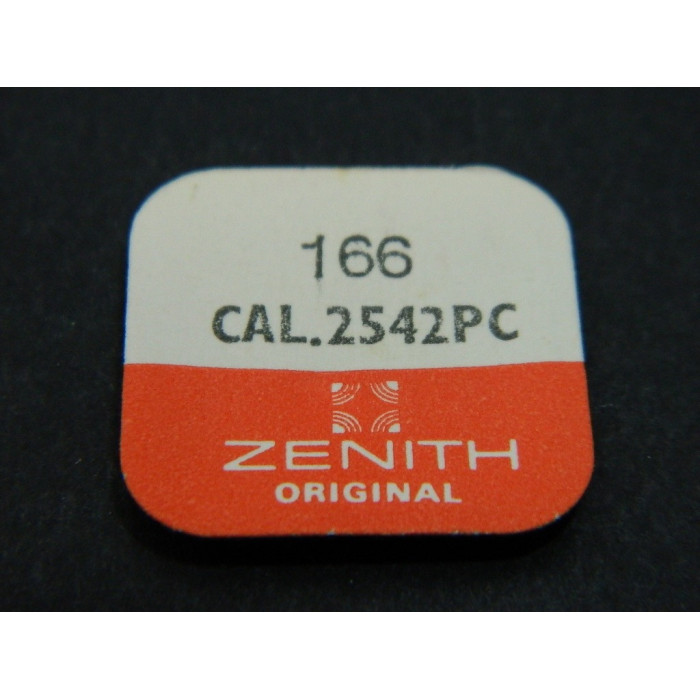 166
CAL.2542PC
ZENITH
ORIGINAL